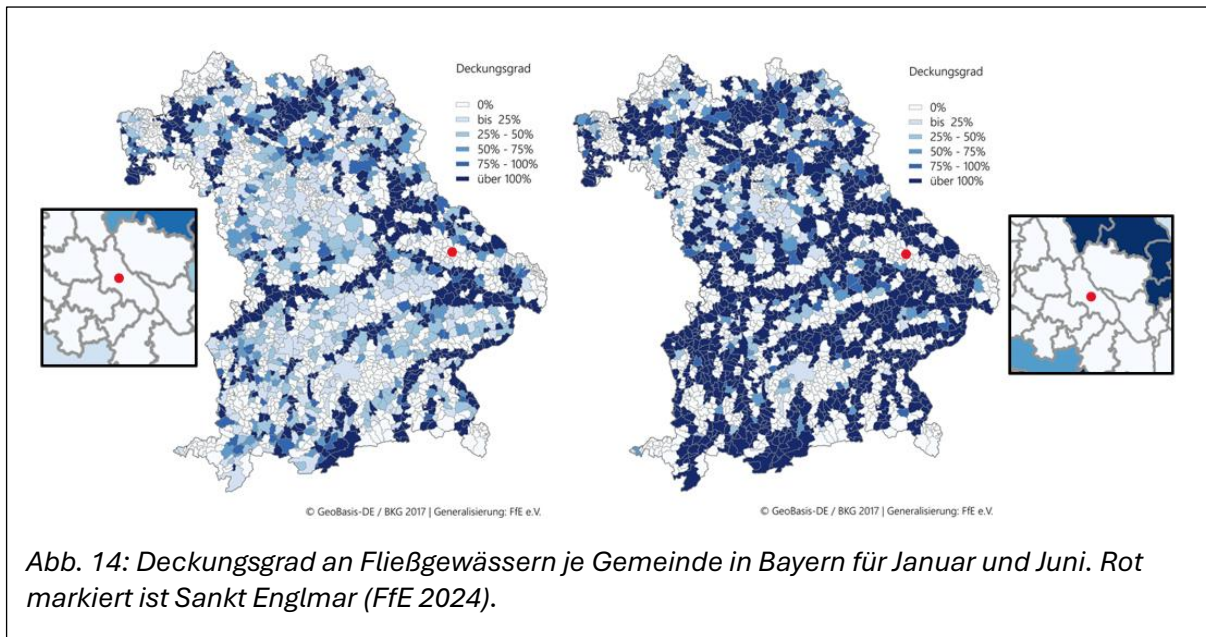 Deckungsgrad
0%
bis 25%
25% - 50%
50% - 75%
75% - 100%
über 100%
© GeoBasis-DE / BKG 2017 | Generalisierung: FfE e.V.
Deckungsgrad
0%
bis 25%
25% - 50%
50% - 75%
75% - 100%
über 100%
© GeoBasis-DE / BKG 2017 | Generalisierung: FfE e.V.
Abb. 14: Deckungsgrad an Fließgewässern je Gemeinde in Bayern für Januar und Juni. Rot
markiert ist Sankt Englmar (FfE 2024).